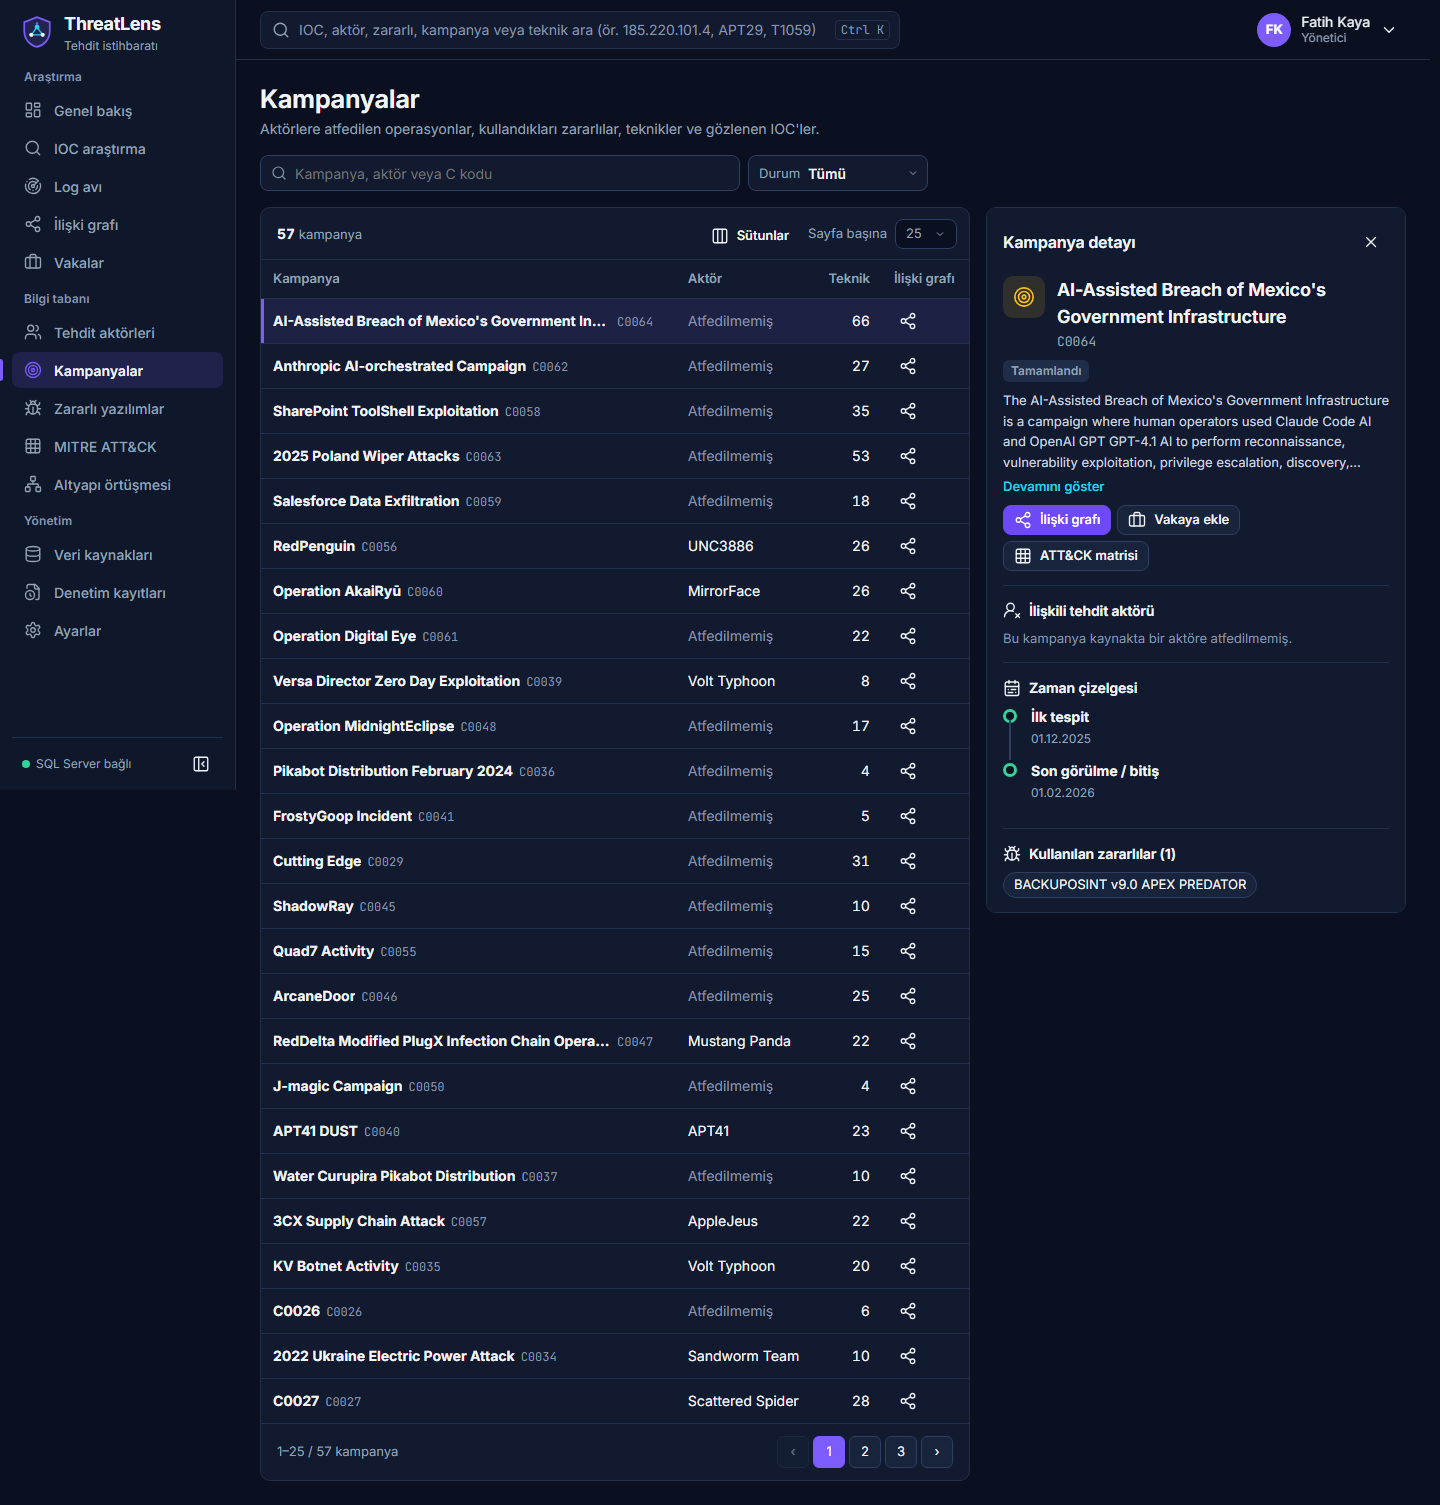 ThreatLens
Tehdit istihbaratı
Araştırma
Genel bakış
IOC araştırma
Log avı
İlişki grafı
Vakalar
Bilgi tabanı
Tehdit aktörleri
Kampanyalar
Zararlı yazılımlar
MITRE ATT&CK
Altyapı örtüşmesi
Yönetim
Veri kaynakları
Denetim kayıtları
Ayarlar
SQL Server bağlı
IOC, aktör, zararlı, kampanya veya teknik ara (ör. 185.220.101.4, APT29, T1059)
Ctrl K
FK
Fatih Kaya
Yönetici
Kampanyalar
Aktörlere atfedilen operasyonlar, kullandıkları zararlılar, teknikler ve gözlenen IOC'ler.
Kampanya, aktör veya C kodu
Durum Tümü
57 kampanya
Sütunlar
Sayfa başına 25
Kampanya Aktör Teknik İlişki grafı
AI-Assisted Breach of Mexico's Government In... C0064 Atfedilmemiş 66
Anthropic AI-orchestrated Campaign C0062 Atfedilmemiş 27
SharePoint ToolShell Exploitation C0058 Atfedilmemiş 35
2025 Poland Wiper Attacks C0063 Atfedilmemiş 53
Salesforce Data Exfiltration C0059 Atfedilmemiş 18
RedPenguin C0056 UNC3886 26
Operation AkaiRyū C0060 MirrorFace 26
Operation Digital Eye C0061 Atfedilmemiş 22
Versa Director Zero Day Exploitation C0039 Volt Typhoon 8
Operation MidnightEclipse C0048 Atfedilmemiş 17
Pikabot Distribution February 2024 C0036 Atfedilmemiş 4
FrostyGoop Incident C0041 Atfedilmemiş 5
Cutting Edge C0029 Atfedilmemiş 31
ShadowRay C0045 Atfedilmemiş 10
Quad7 Activity C0055 Atfedilmemiş 15
ArcaneDoor C0046 Atfedilmemiş 25
RedDelta Modified PlugX Infection Chain Opera... C0047 Mustang Panda 22
J-magic Campaign C0050 Atfedilmemiş 4
APT41 DUST C0040 APT41 23
Water Curupira Pikabot Distribution C0037 Atfedilmemiş 10
3CX Supply Chain Attack C0057 AppleJeus 22
KV Botnet Activity C0035 Volt Typhoon 20
C0026 C0026 Atfedilmemiş 6
2022 Ukraine Electric Power Attack C0034 Sandworm Team 10
C0027 C0027 Scattered Spider 28
1–25 / 57 kampanya
‹ 1 2 3 ›
Kampanya detayı
AI-Assisted Breach of Mexico's
Government Infrastructure
C0064
Tamamlandı
The AI-Assisted Breach of Mexico's Government Infrastructure
is a campaign where human operators used Claude Code AI
and OpenAI GPT GPT-4.1 AI to perform reconnaissance,
vulnerability exploitation, privilege escalation, discovery,...
Devamını göster
İlişki grafı
Vakaya ekle
ATT&CK matrisi
İlişkili tehdit aktörü
Bu kampanya kaynakta bir aktöre atfedilmemiş.
Zaman çizelgesi
İlk tespit
01.12.2025
Son görülme / bitiş
01.02.2026
Kullanılan zararlılar (1)
BACKUPOSINT v9.0 APEX PREDATOR